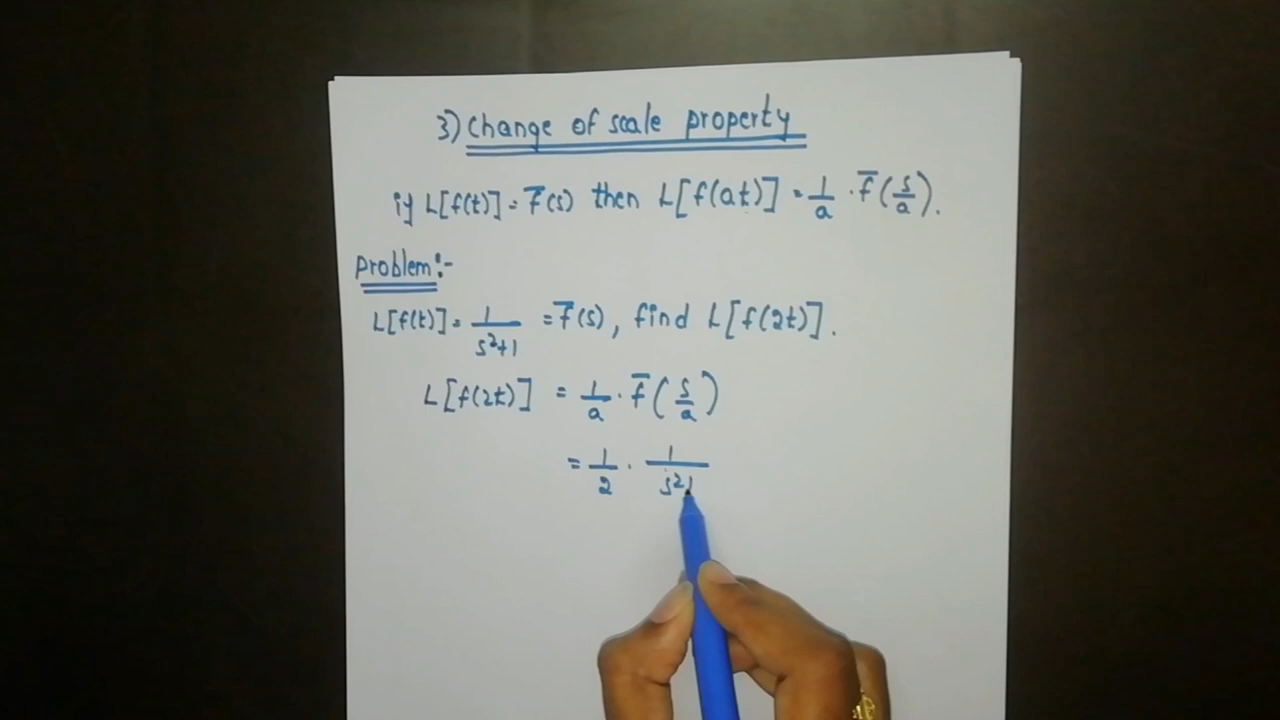 3) Change of scale property
if L[f(t)] = f̅(s) then L[f(at)] = 1/a · f̅(s/a).
Problem:-
L[f(t)] = 1/(s²+1) = f̅(s), find L[f(2t)].
L[f(2t)] = 1/a · f̅(s/a)
= 1/2 · 1/s²